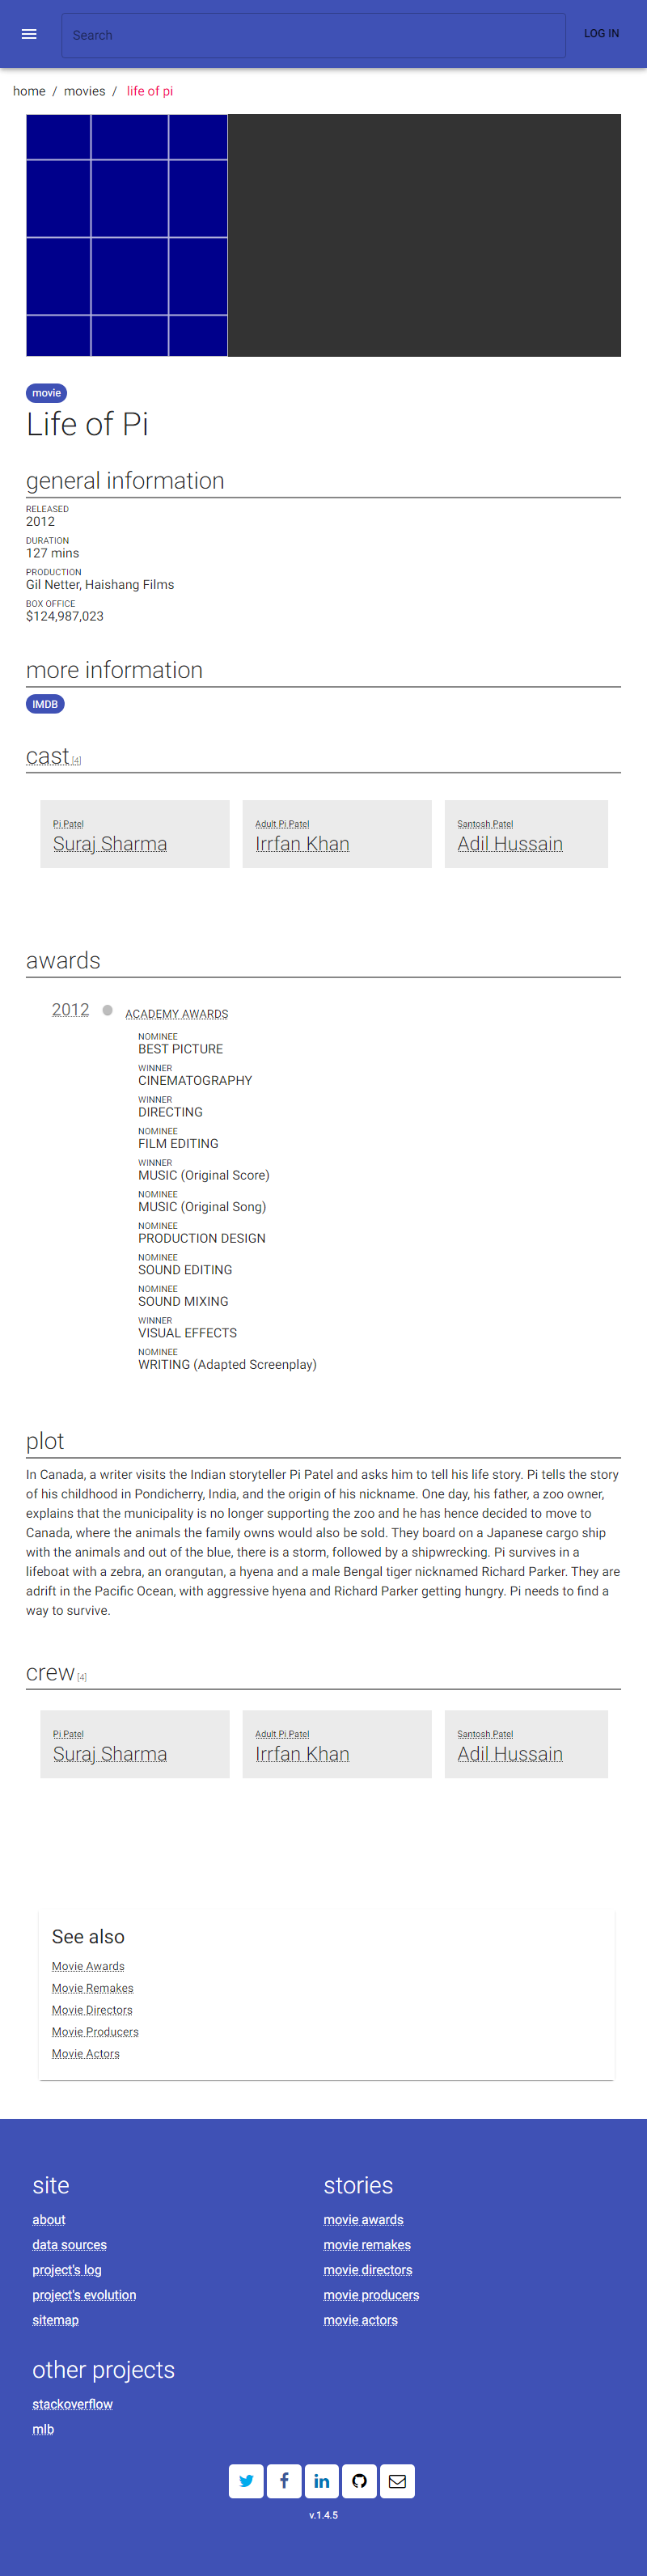 Search
LOG IN
home / movies / life of pi
movie
Life of Pi
general information
RELEASED
2012
DURATION
127 mins
PRODUCTION
Gil Netter, Haishang Films
BOX OFFICE
$124,987,023
more information
IMDB
cast [4]
Pi Patel
Suraj Sharma
Adult Pi Patel
Irrfan Khan
Santosh Patel
Adil Hussain
awards
2012
ACADEMY AWARDS
NOMINEE
BEST PICTURE
WINNER
CINEMATOGRAPHY
WINNER
DIRECTING
NOMINEE
FILM EDITING
WINNER
MUSIC (Original Score)
NOMINEE
MUSIC (Original Song)
NOMINEE
PRODUCTION DESIGN
NOMINEE
SOUND EDITING
NOMINEE
SOUND MIXING
WINNER
VISUAL EFFECTS
NOMINEE
WRITING (Adapted Screenplay)
plot
In Canada, a writer visits the Indian storyteller Pi Patel and asks him to tell his life story. Pi tells the story
of his childhood in Pondicherry, India, and the origin of his nickname. One day, his father, a zoo owner,
explains that the municipality is no longer supporting the zoo and he has hence decided to move to
Canada, where the animals the family owns would also be sold. They board on a Japanese cargo ship
with the animals and out of the blue, there is a storm, followed by a shipwrecking. Pi survives in a
lifeboat with a zebra, an orangutan, a hyena and a male Bengal tiger nicknamed Richard Parker. They are
adrift in the Pacific Ocean, with aggressive hyena and Richard Parker getting hungry. Pi needs to find a
way to survive.
crew [4]
Pi Patel
Suraj Sharma
Adult Pi Patel
Irrfan Khan
Santosh Patel
Adil Hussain
See also
Movie Awards
Movie Remakes
Movie Directors
Movie Producers
Movie Actors
site
about
data sources
project's log
project's evolution
sitemap
stories
movie awards
movie remakes
movie directors
movie producers
movie actors
other projects
stackoverflow
mlb
v.1.4.5